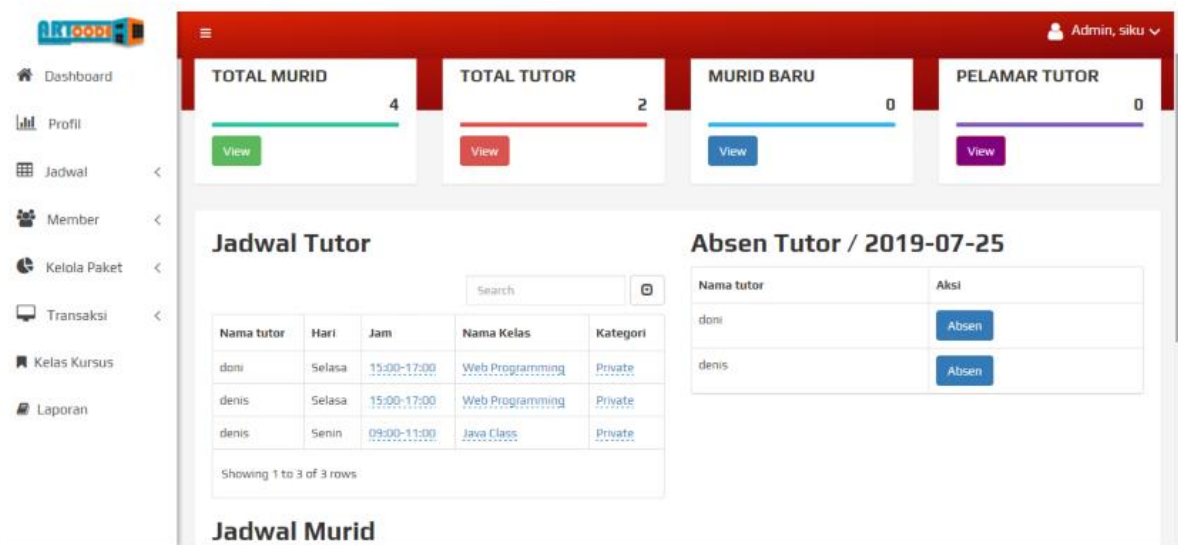 ARTOODI
Admin, siku
Dashboard
Profil
Jadwal
Member
Kelola Paket
Transaksi
Kelas Kursus
Laporan
TOTAL MURID
4
View
TOTAL TUTOR
2
View
MURID BARU
0
View
PELAMAR TUTOR
0
View
Jadwal Tutor
Search
Nama tutor Hari Jam Nama Kelas Kategori
doni Selasa 15:00-17:00 Web Programming Private
denis Selasa 15:00-17:00 Web Programming Private
denis Senin 09:00-11:00 Java Class Private
Showing 1 to 3 of 3 rows
Absen Tutor / 2019-07-25
Nama tutor Aksi
doni Absen
denis Absen
Jadwal Murid